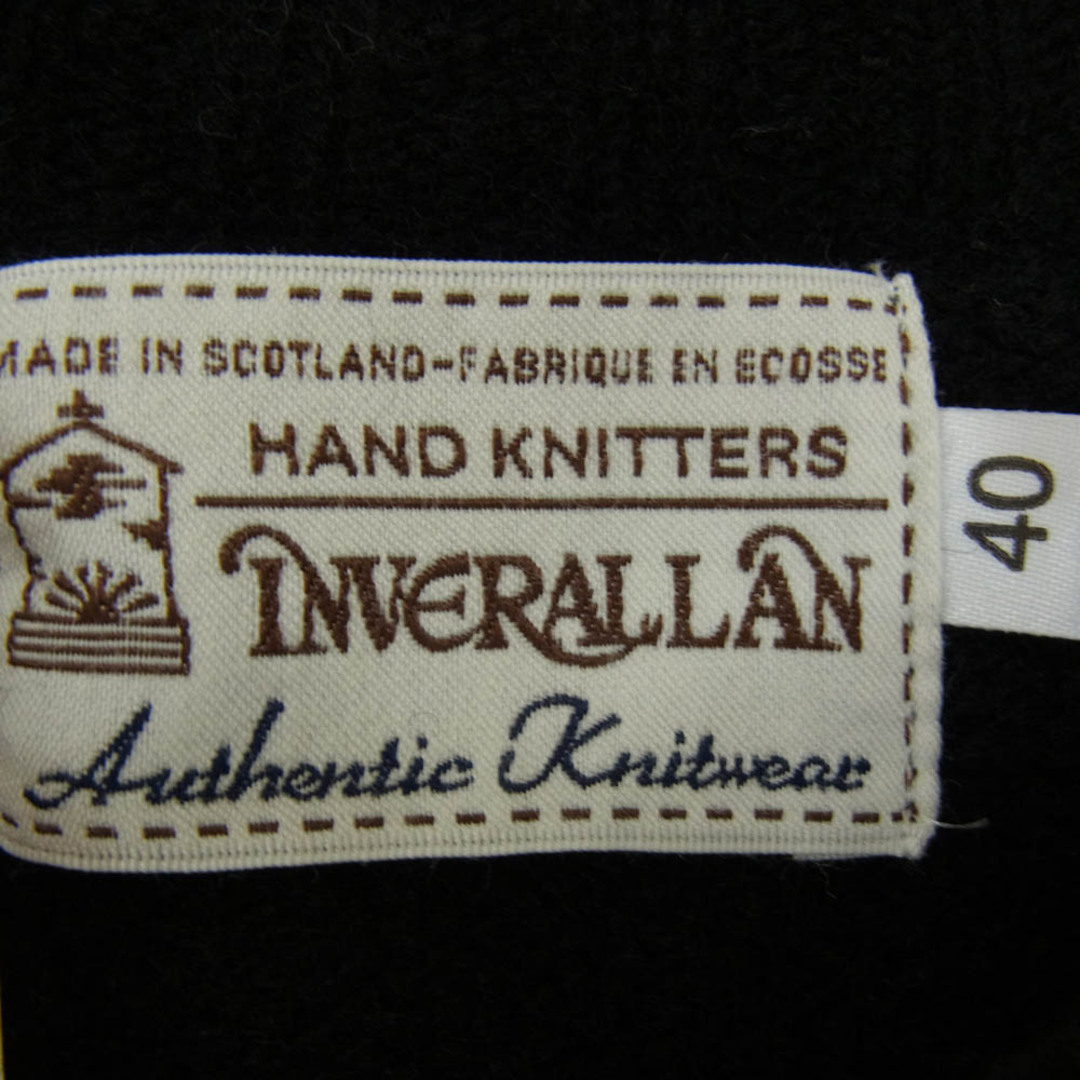 MADE IN SCOTLAND-FABRIQUE EN ECOSSE
HAND KNITTERS
INVERALLAN
Authentic Knitwear
40